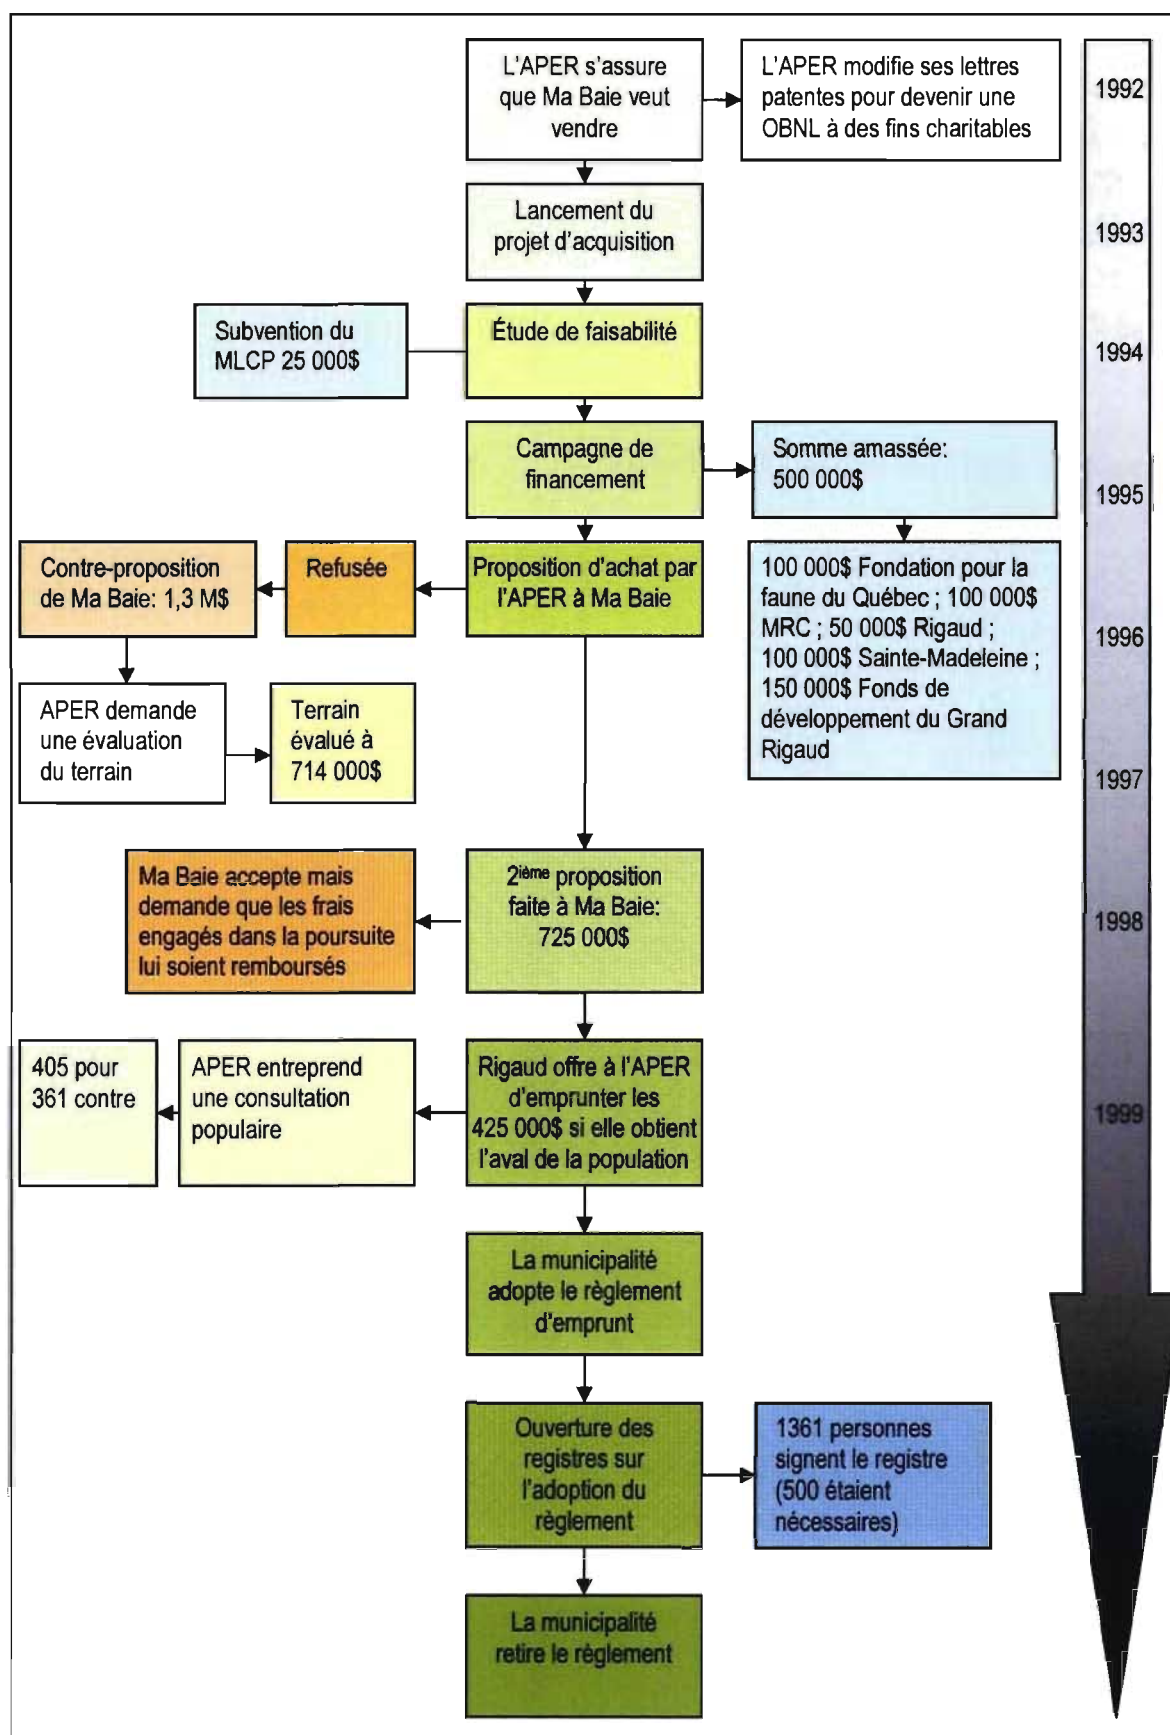 L'APER s'assure
que Ma Baie veut
vendre
L'APER modifie ses lettres
patentes pour devenir une
OBNL à des fins charitables
1992
Lancement du
projet d'acquisition
1993
Subvention du
MLCP 25 000$
Étude de faisabilité
1994
Campagne de
financement
Somme amassée:
500 000$
1995
Contre-proposition
de Ma Baie: 1,3 M$
Refusée
Proposition d'achat par
l'APER à Ma Baie
100 000$ Fondation pour la
faune du Québec ; 100 000$
MRC ; 50 000$ Rigaud ;
100 000$ Sainte-Madeleine ;
150 000$ Fonds de
développement du Grand
Rigaud
1996
APER demande
une évaluation
du terrain
Terrain
évalué à
714 000$
1997
Ma Baie accepte mais
demande que les frais
engagés dans la poursuite
lui soient remboursés
2ième proposition
faite à Ma Baie:
725 000$
1998
405 pour
361 contre
APER entreprend
une consultation
populaire
Rigaud offre à l'APER
d'emprunter les
425 000$ si elle obtient
l'aval de la population
1999
La municipalité
adopte le règlement
d'emprunt
Ouverture des
registres sur
l'adoption du
règlement
1361 personnes
signent le registre
(500 étaient
nécessaires)
La municipalité
retire le règlement